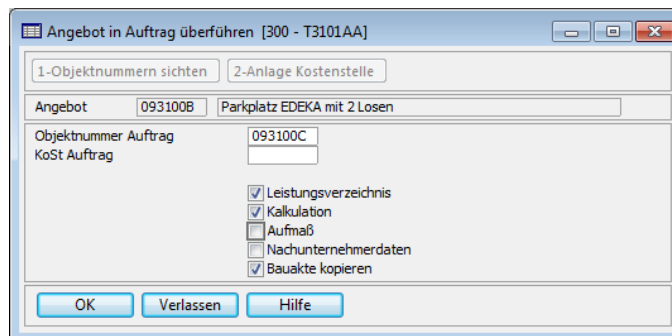 Angebot in Auftrag überführen [300 - T3101AA]
1-Objektnummern sichten 2-Anlage Kostenstelle
Angebot 093100B Parkplatz EDEKA mit 2 Losen
Objektnummer Auftrag 093100C
KoSt Auftrag
Leistungsverzeichnis
Kalkulation
Aufmaß
Nachunternehmerdaten
Bauakte kopieren
OK Verlassen Hilfe